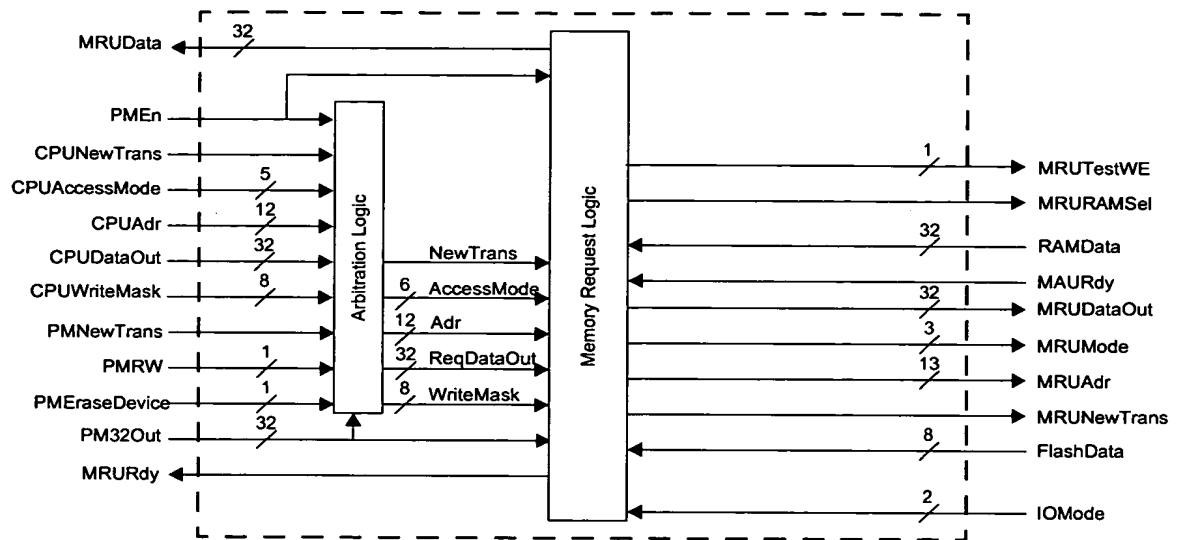 MRUData
32
PMEn
CPUNewTrans
CPUAccessMode
5
CPUAdr
12
CPUDataOut
32
CPUWriteMask
8
PMNewTrans
PMRW
1
PMEraseDevice
1
PM32Out
32
MRURdy
Arbitration Logic
NewTrans
6 AccessMode
12 Adr
32 ReqDataOut
8 WriteMask
Memory Request Logic
1
MRUTestWE
MRURAMSel
32
RAMData
MAURdy
32
MRUDataOut
3
MRUMode
13
MRUAdr
MRUNewTrans
8
FlashData
2
IOMode